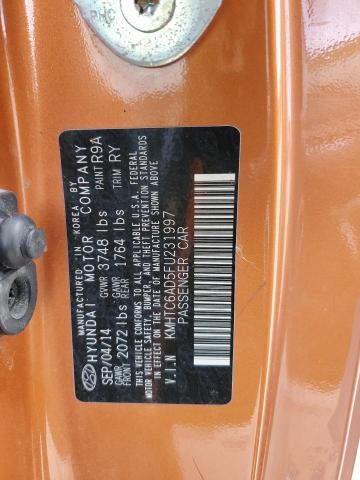 MANUFACTURED IN KOREA BY
HYUNDAI MOTOR COMPANY
SEP/04/14 GVWR 3748 lbs PAINT R9A
GAWR FRONT 2072 lbs GAWR REAR 1764 lbs TRIM RY
THIS VEHICLE CONFORMS TO ALL APPLICABLE U.S.A. FEDERAL
MOTOR VEHICLE SAFETY, BUMPER, AND THEFT PREVENTION STANDARDS
IN EFFECT ON THE DATE OF MANUFACTURE SHOWN ABOVE
V.I.N KMHTC6AD5FU231997
PASSENGER CAR
PHC